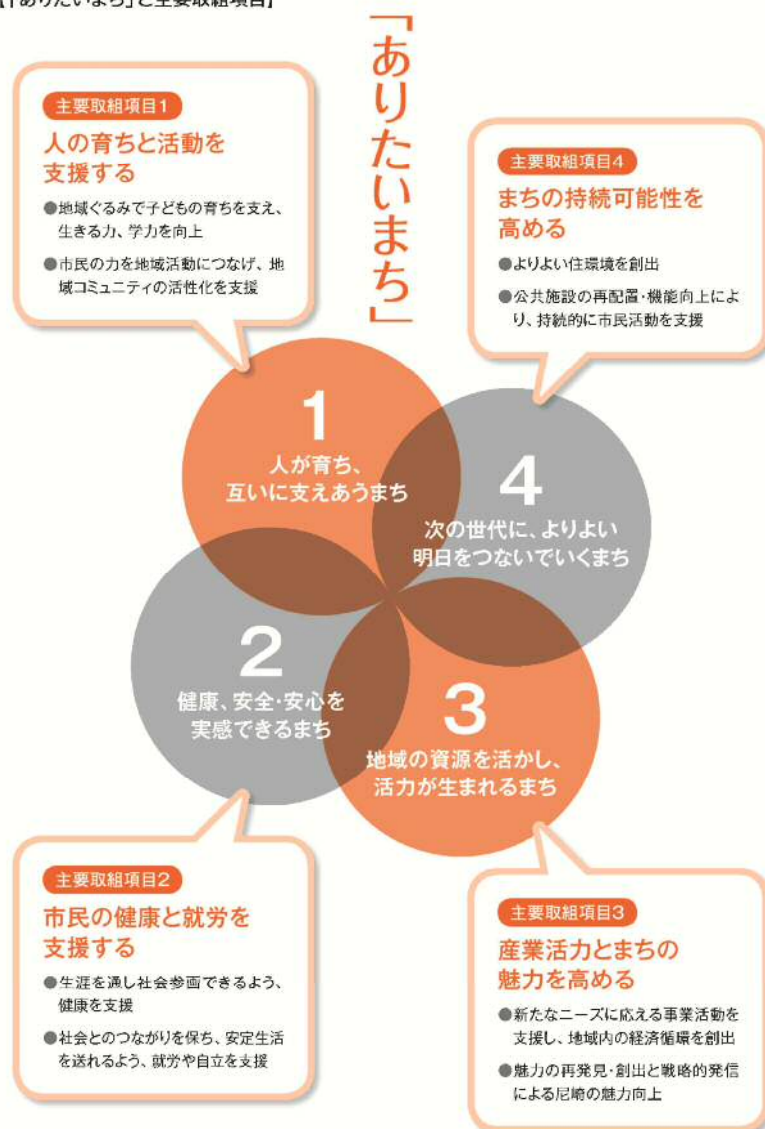 【「ありたいまち」と主要取組項目】
「ありたいまち」
主要取組項目1
人の育ちと活動を
支援する
●地域ぐるみで子どもの育ちを支え、
生きる力、学力を向上
●市民の力を地域活動につなげ、地
域コミュニティの活性化を支援
主要取組項目4
まちの持続可能性を
高める
●よりよい住環境を創出
●公共施設の再配置・機能向上によ
り、持続的に市民活動を支援
1
人が育ち、
互いに支えあうまち
4
次の世代に、よりよい
明日をつないでいくまち
2
健康、安全・安心を
実感できるまち
3
地域の資源を活かし、
活力が生まれるまち
主要取組項目2
市民の健康と就労を
支援する
●生涯を通し社会参画できるよう、
健康を支援
●社会とのつながりを保ち、安定生活
を送れるよう、就労や自立を支援
主要取組項目3
産業活力とまちの
魅力を高める
●新たなニーズに応える事業活動を
支援し、地域内の経済循環を創出
●魅力の再発見・創出と戦略的発信
による尼崎の魅力向上